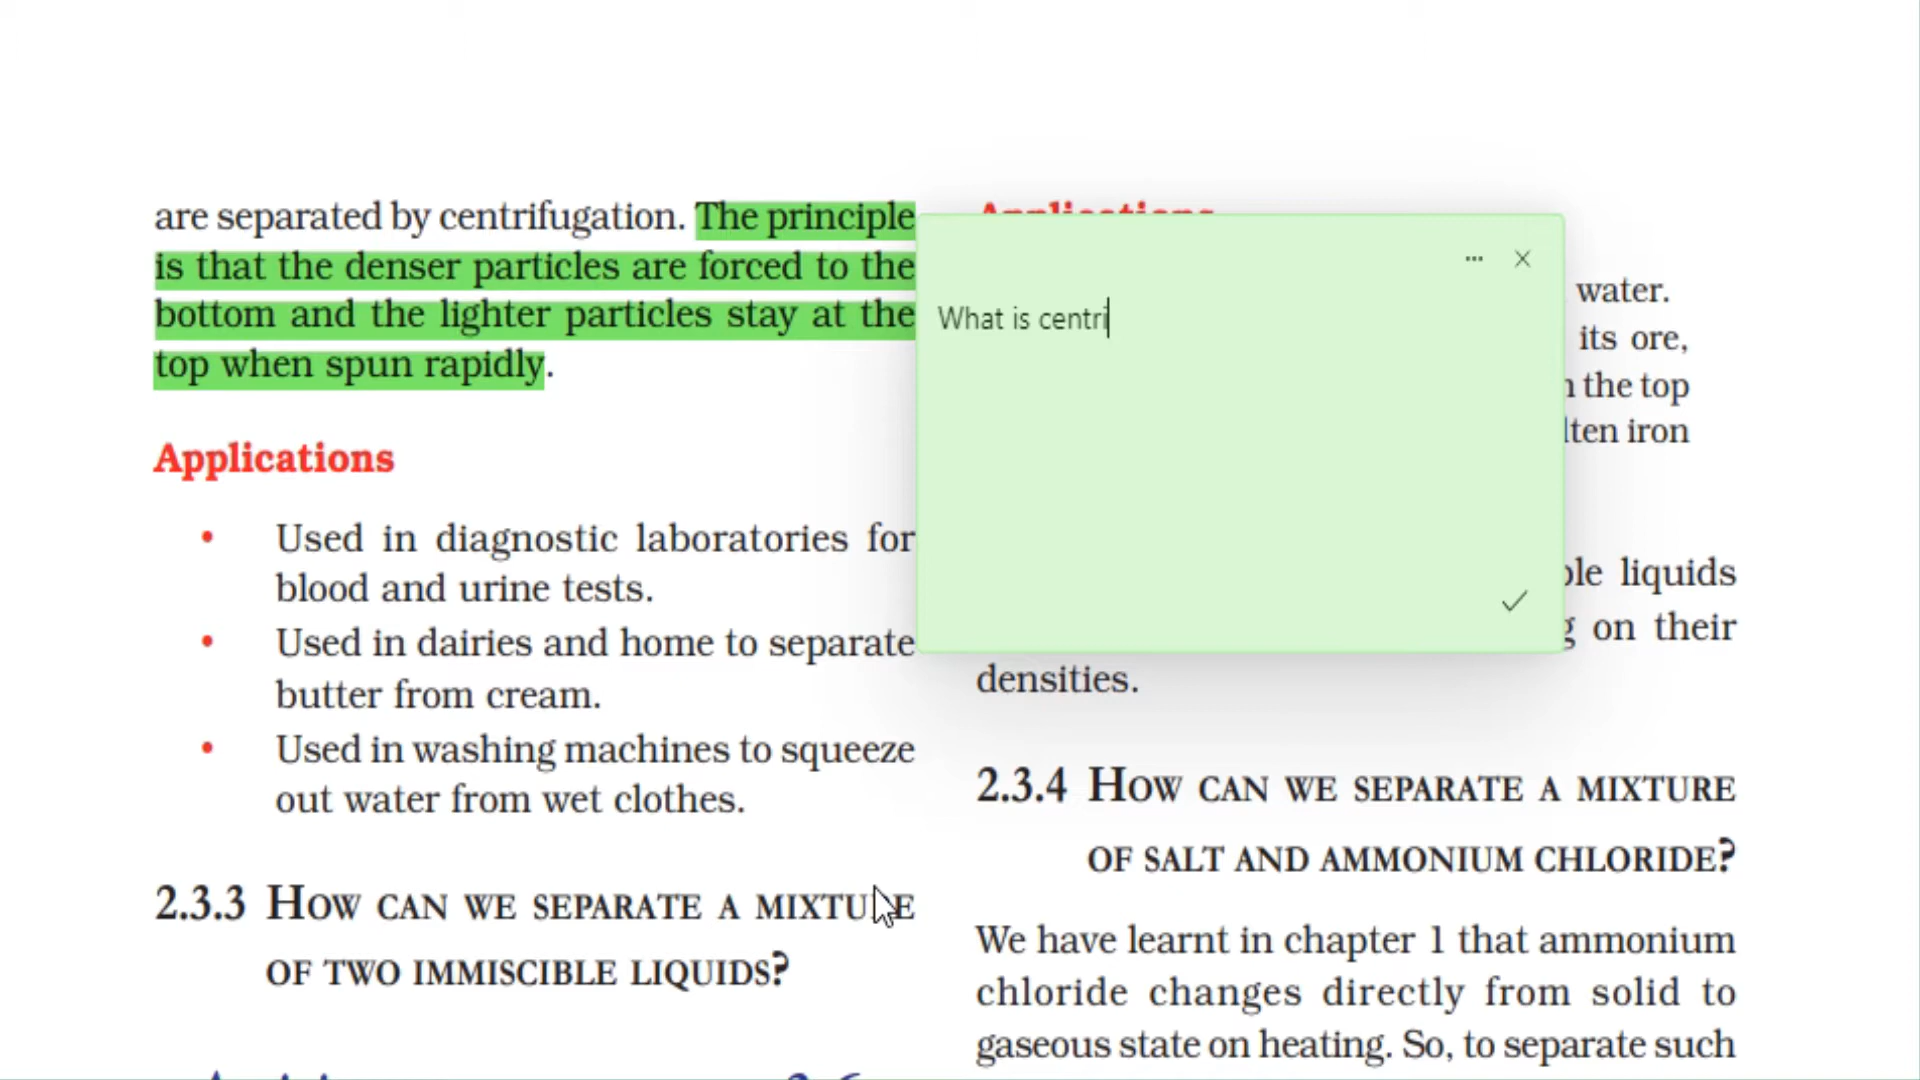 are separated by centrifugation. The principle
is that the denser particles are forced to the
bottom and the lighter particles stay at the
top when spun rapidly.
Applications
• Used in diagnostic laboratories for
blood and urine tests.
• Used in dairies and home to separate
butter from cream.
• Used in washing machines to squeeze
out water from wet clothes.
2.3.3 HOW CAN WE SEPARATE A MIXTURE
OF TWO IMMISCIBLE LIQUIDS?
Applications
What is centri
water.
its ore,
the top
iron
liquids
on their
densities.
2.3.4 HOW CAN WE SEPARATE A MIXTURE
OF SALT AND AMMONIUM CHLORIDE?
We have learnt in chapter 1 that ammonium
chloride changes directly from solid to
gaseous state on heating. So, to separate such